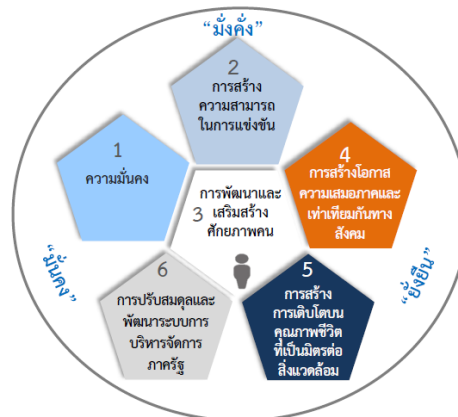 “มั่งคั่ง”
2
การสร้าง
ความสามารถ
ในการแข่งขัน
1
ความมั่นคง
4
การสร้างโอกาส
ความเสมอภาคและ
เท่าเทียมกันทาง
สังคม
การพัฒนาและ
3 เสริมสร้าง
ศักยภาพคน
“มั่นคง”
6
การปรับสมดุลและ
พัฒนาระบบการ
บริหารจัดการ
ภาครัฐ
5
การสร้าง
การเติบโตบน
คุณภาพชีวิต
ที่เป็นมิตรต่อ
สิ่งแวดล้อม
“ยั่งยืน”